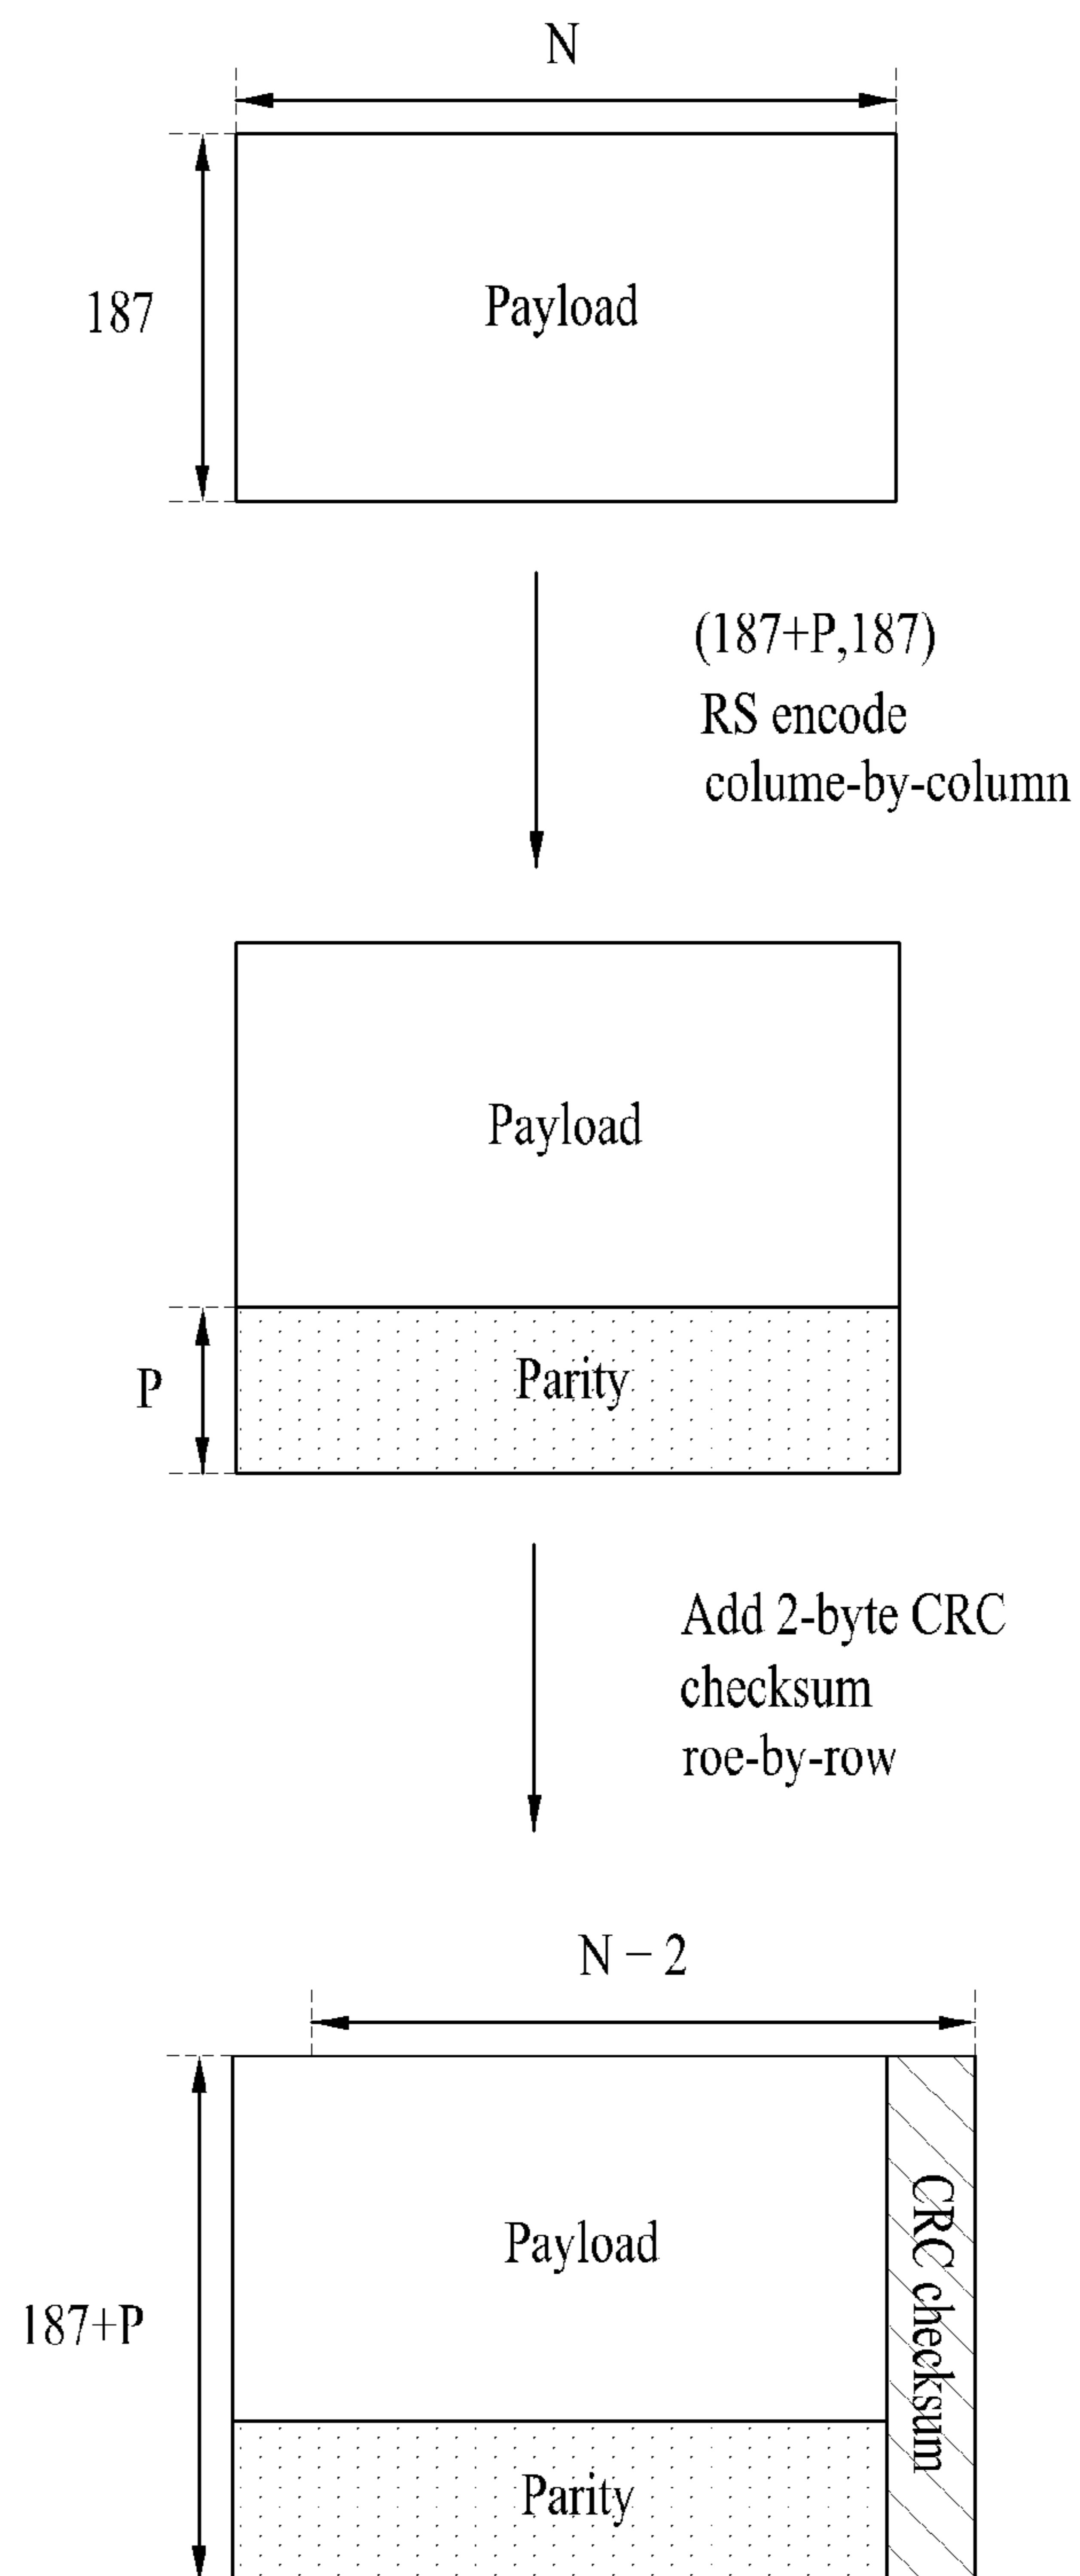 N
187
Payload
(187+P,187)
RS encode
colume-by-column
Payload
P
Parity
Add 2-byte CRC
checksum
roe-by-row
N − 2
187+P
Payload
CRC checksum
Parity